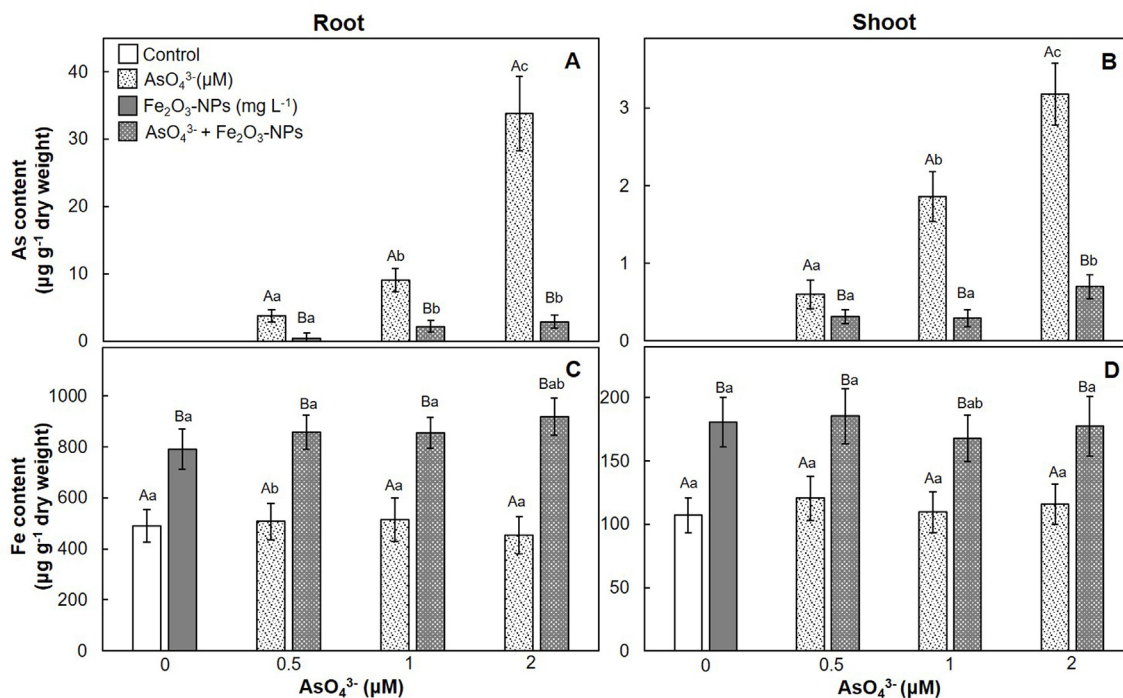 Root
Shoot
Control
AsO₄³⁻(µM)
Fe₂O₃-NPs (mg L⁻¹)
AsO₄³⁻ + Fe₂O₃-NPs
A
As content
(µg g⁻¹ dry weight)
40
30
20
10
0
Aa
Ba
Ab
Bb
Ac
Bb
B
3
2
1
0
Aa
Ba
Ab
Ba
Ac
Bb
C
Fe content
(µg g⁻¹ dry weight)
1000
800
600
400
200
0
Aa
Ba
Ab
Ba
Aa
Ba
Aa
Bab
0
0.5
1
2
AsO₄³⁻ (µM)
D
200
150
100
50
0
Aa
Ba
Aa
Ba
Aa
Bab
Aa
Ba
0
0.5
1
2
AsO₄³⁻ (µM)